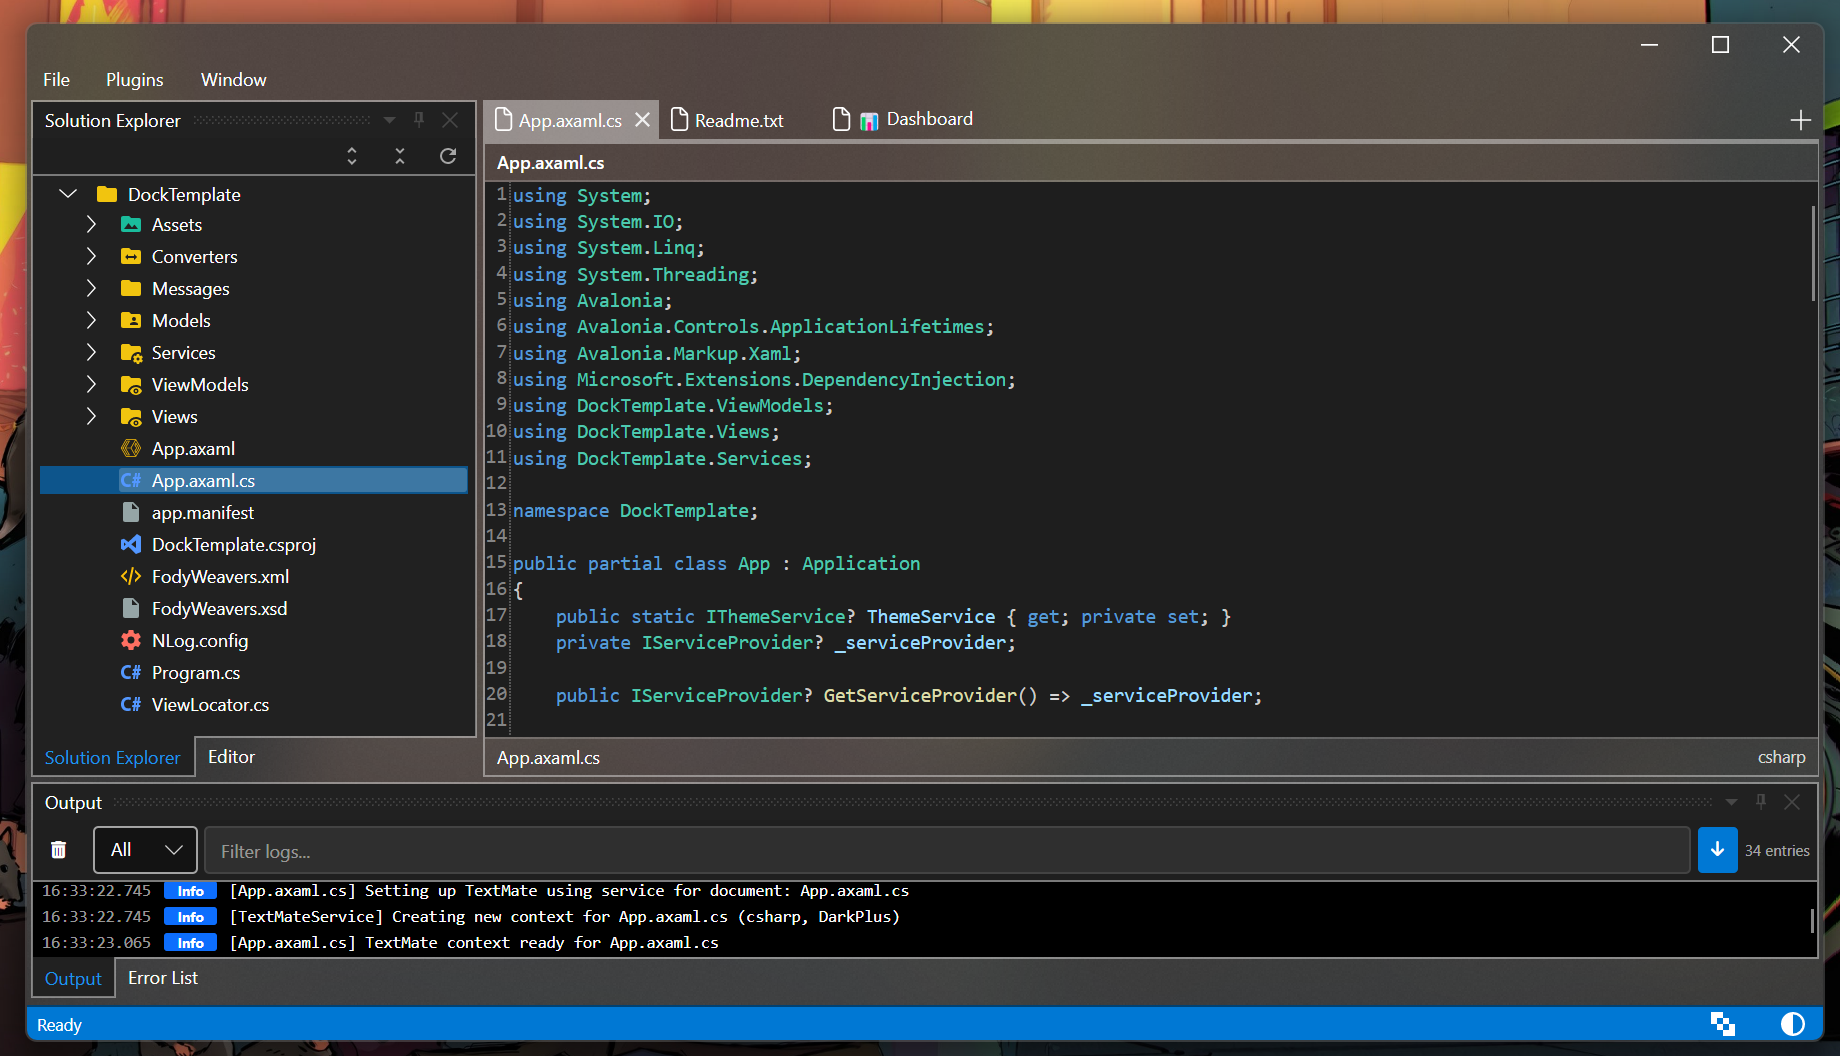 File Plugins Window
Solution Explorer
DockTemplate
Assets
Converters
Messages
Models
Services
ViewModels
Views
App.axaml
C# App.axaml.cs
app.manifest
DockTemplate.csproj
FodyWeavers.xml
FodyWeavers.xsd
NLog.config
C# Program.cs
C# ViewLocator.cs
Solution Explorer Editor
App.axaml.cs Readme.txt Dashboard
App.axaml.cs
1 using System;
2 using System.IO;
3 using System.Linq;
4 using System.Threading;
5 using Avalonia;
6 using Avalonia.Controls.ApplicationLifetimes;
7 using Avalonia.Markup.Xaml;
8 using Microsoft.Extensions.DependencyInjection;
9 using DockTemplate.ViewModels;
10 using DockTemplate.Views;
11 using DockTemplate.Services;
12
13 namespace DockTemplate;
14
15 public partial class App : Application
16 {
17     public static IThemeService? ThemeService { get; private set; }
18     private IServiceProvider? _serviceProvider;
19
20     public IServiceProvider? GetServiceProvider() => _serviceProvider;
21
App.axaml.cs csharp
Output
All Filter logs... 34 entries
16:33:22.745 Info [App.axaml.cs] Setting up TextMate using service for document: App.axaml.cs
16:33:22.745 Info [TextMateService] Creating new context for App.axaml.cs (csharp, DarkPlus)
16:33:23.065 Info [App.axaml.cs] TextMate context ready for App.axaml.cs
Output Error List
Ready